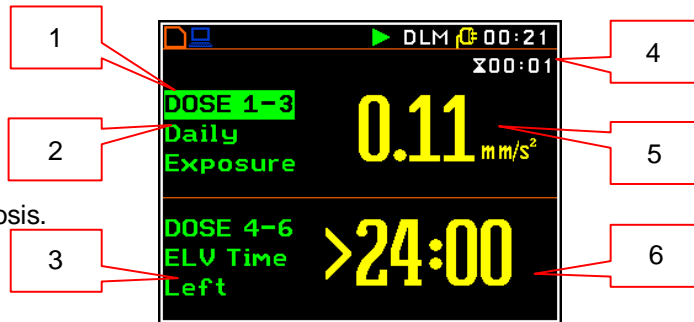 1
DLM 00:21
4
00:01
DOSE 1-3
2
Daily
Exposure
0.11 mm/s²
5
osis.
DOSE 4-6
3
ELV Time
Left
>24:00
6